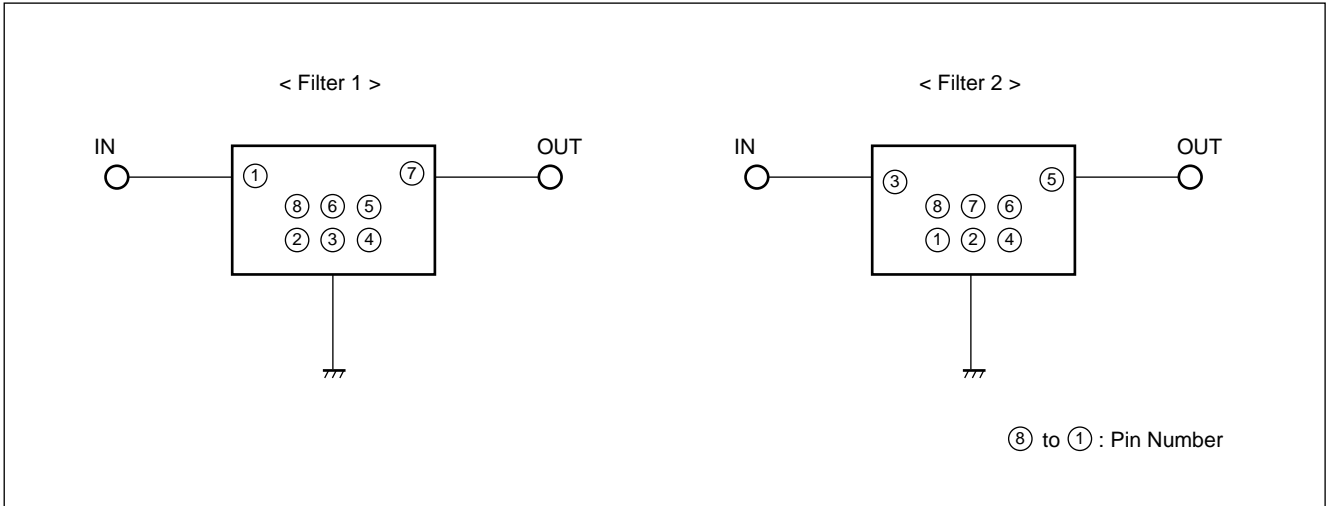 < Filter 1 >
IN
OUT
1
7
8 6 5
2 3 4
< Filter 2 >
IN
OUT
3
5
8 7 6
1 2 4
8 to 1 : Pin Number